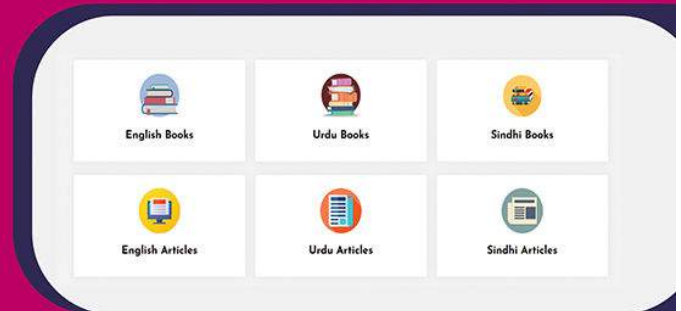 English Books
Urdu Books
Sindhi Books
English Articles
Urdu Articles
Sindhi Articles